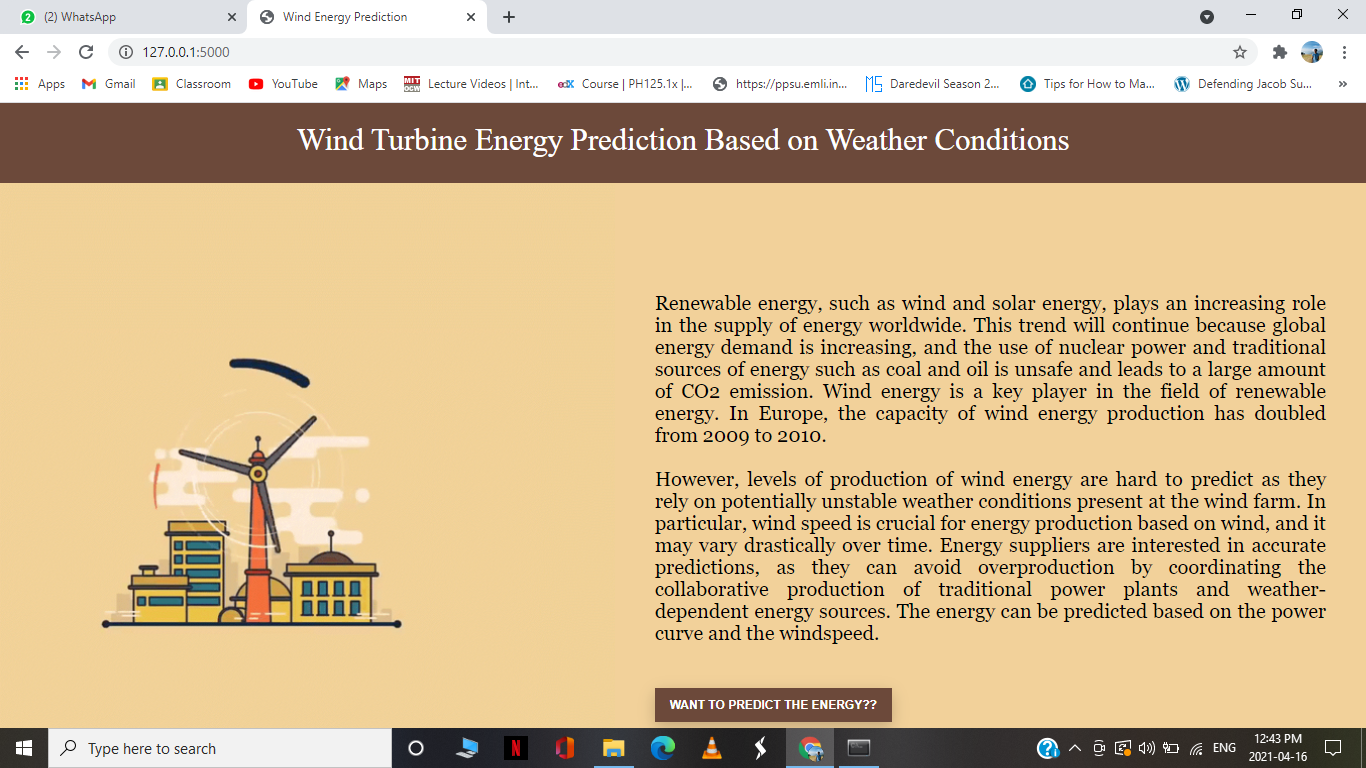 (2) WhatsApp
Wind Energy Prediction
127.0.0.1:5000
Apps
Gmail
Classroom
YouTube
Maps
MIT OCW
Lecture Videos | Int...
edX
Course | PH125.1x |...
https://ppsu.emli.in...
MS
Daredevil Season 2...
Tips for How to Ma...
Defending Jacob Su...
»
Wind Turbine Energy Prediction Based on Weather Conditions
Renewable energy, such as wind and solar energy, plays an increasing role
in the supply of energy worldwide. This trend will continue because global
energy demand is increasing, and the use of nuclear power and traditional
sources of energy such as coal and oil is unsafe and leads to a large amount
of CO2 emission. Wind energy is a key player in the field of renewable
energy. In Europe, the capacity of wind energy production has doubled
from 2009 to 2010.
However, levels of production of wind energy are hard to predict as they
rely on potentially unstable weather conditions present at the wind farm. In
particular, wind speed is crucial for energy production based on wind, and it
may vary drastically over time. Energy suppliers are interested in accurate
predictions, as they can avoid overproduction by coordinating the
collaborative production of traditional power plants and weather-
dependent energy sources. The energy can be predicted based on the power
curve and the windspeed.
WANT TO PREDICT THE ENERGY??
Type here to search
ENG
12:43 PM
2021-04-16